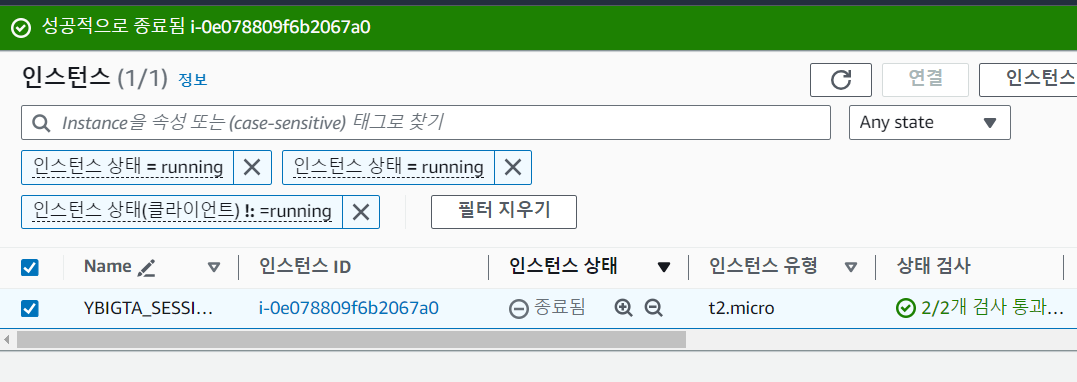 성공적으로 종료됨 i-0e078809f6b2067a0
인스턴스 (1/1) 정보
연결
인스턴스
Instance을 속성 또는 (case-sensitive) 태그로 찾기
Any state
인스턴스 상태 = running
인스턴스 상태 = running
인스턴스 상태(클라이언트) !: =running
필터 지우기
Name 인스턴스 ID 인스턴스 상태 인스턴스 유형 상태 검사
YBIGTA_SESSI... i-0e078809f6b2067a0 종료됨 t2.micro 2/2개 검사 통과...